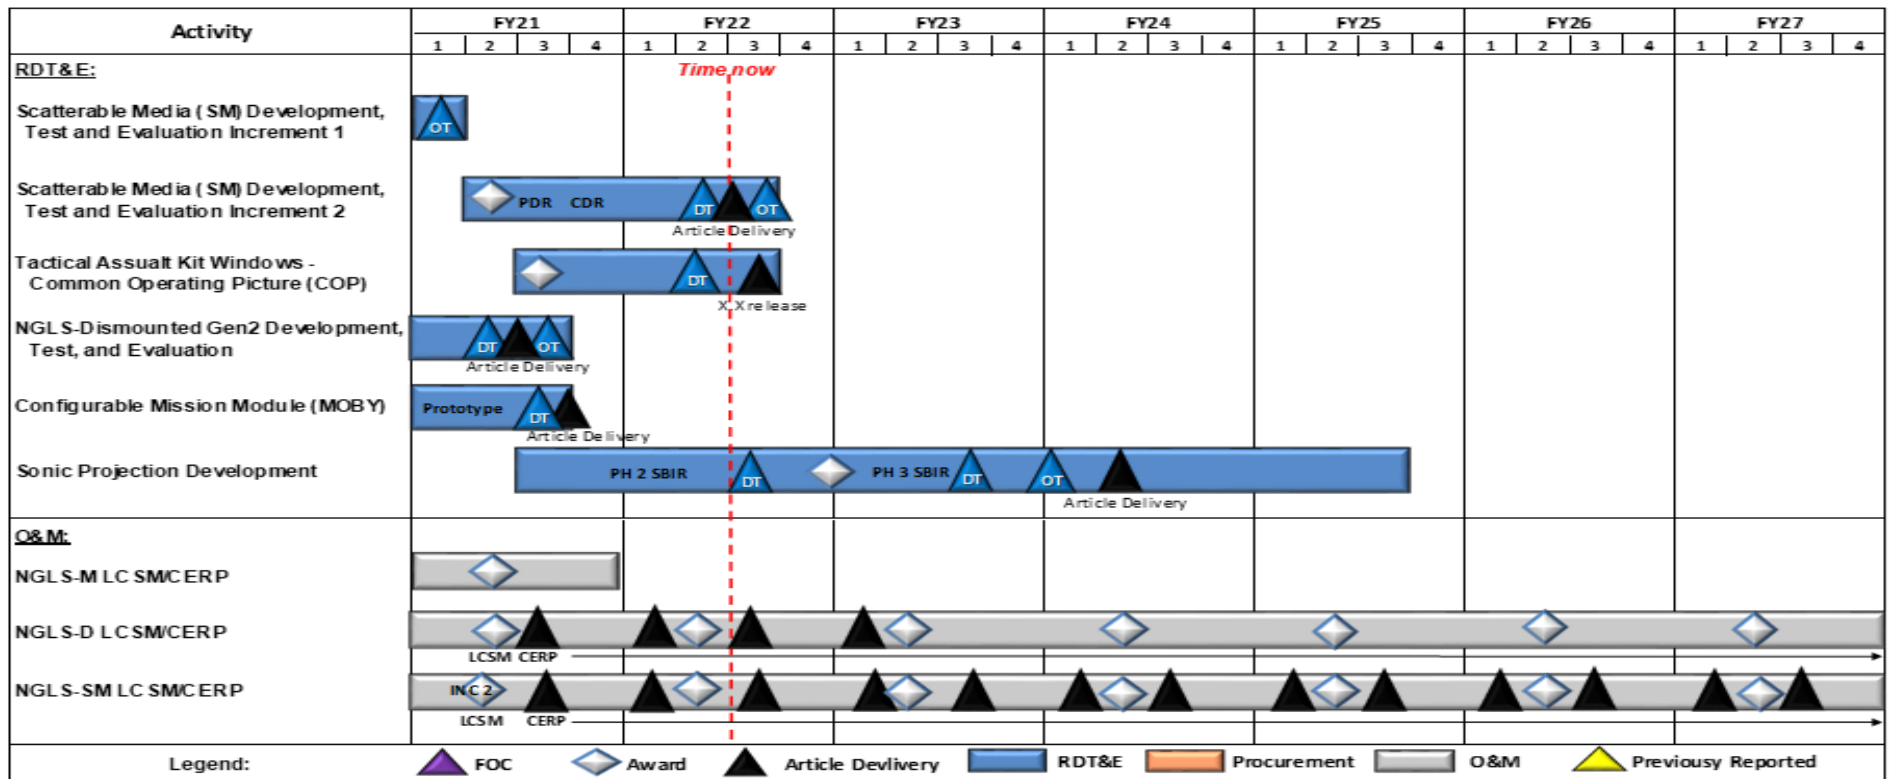 Activity FY21 FY22 FY23 FY24 FY25 FY26 FY27
1 2 3 4 1 2 3 4 1 2 3 4 1 2 3 4 1 2 3 4 1 2 3 4 1 2 3 4
RDT&E: Time now
Scatterable Media (SM) Development,
Test and Evaluation Increment 1
OT
Scatterable Media (SM) Development,
Test and Evaluation Increment 2
PDR CDR DT OT
Article Delivery
Tactical Assualt Kit Windows -
Common Operating Picture (COP)
DT
X.X release
NGLS-Dismounted Gen2 Development,
Test, and Evaluation
DT OT
Article Delivery
Configurable Mission Module (MOBY) Prototype DT
Article Delivery
Sonic Projection Development PH 2 SBIR DT PH 3 SBIR DT OT
Article Delivery
O&M:
NGLS-M LCSM/CERP
NGLS-D LCSM/CERP
LCSM CERP
NGLS-SM LCSM/CERP INC 2
LCSM CERP
Legend: FOC Award Article Devlivery RDT&E Procurement O&M Previousy Reported